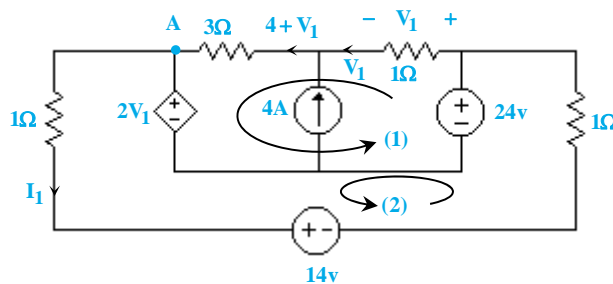 A 3Ω 4+V₁ − V₁ +
V₁ 1Ω
1Ω 2V₁ + − 4A (1) + − 24v 1Ω
I₁ (2)
+ −
14v